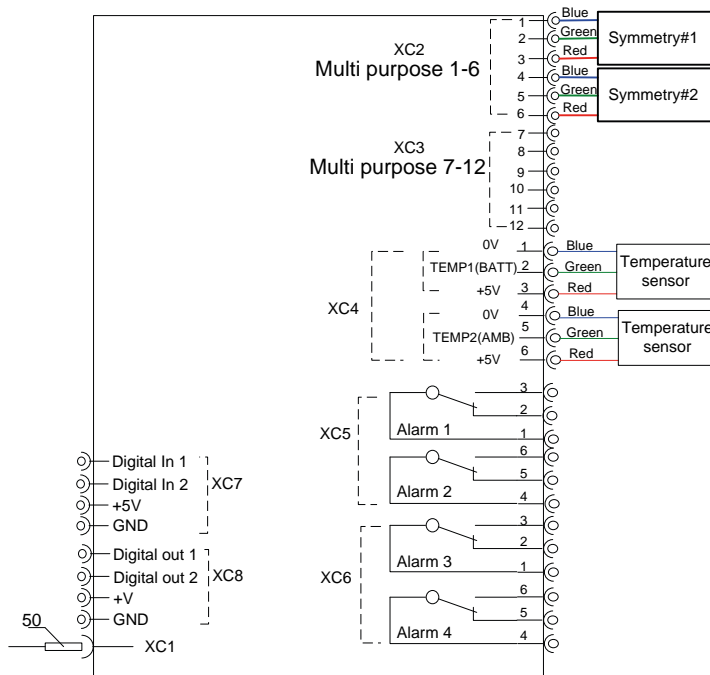 XC2
Multi purpose 1-6
1 Blue
2 Green
3 Red
Symmetry#1
4 Blue
5 Green
6 Red
Symmetry#2
XC3
Multi purpose 7-12
7
8
9
10
11
12
XC4
0V 1 Blue
TEMP1(BATT) 2 Green
+5V 3 Red
Temperature
sensor
0V 4 Blue
TEMP2(AMB) 5 Green
+5V 6 Red
Temperature
sensor
XC5
3
2
Alarm 1 1
6
5
Alarm 2 4
XC6
3
2
Alarm 3 1
6
5
Alarm 4 4
Digital In 1
Digital In 2
+5V
GND
XC7
Digital out 1
Digital out 2
+V
GND
XC8
50
XC1